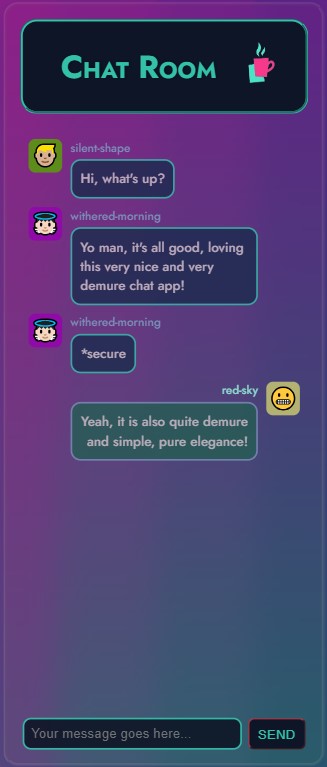 Chat Room
silent-shape
Hi, what's up?
withered-morning
Yo man, it's all good, loving
this very nice and very
demure chat app!
withered-morning
*secure
red-sky
Yeah, it is also quite demure
and simple, pure elegance!
Your message goes here...
SEND